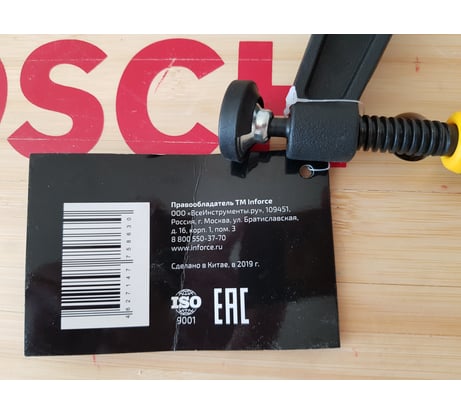 OSCH
Правообладатель ТМ Inforce
ООО «ВсеИнструменты.ру», 109451,
Россия, г. Москва, ул. Братиславская,
д. 16, корп. 1, пом. 3
8 800 550-37-70
www.inforce.ru
Сделано в Китае, в 2019 г.
ISO
9001
EAC
4627147758630